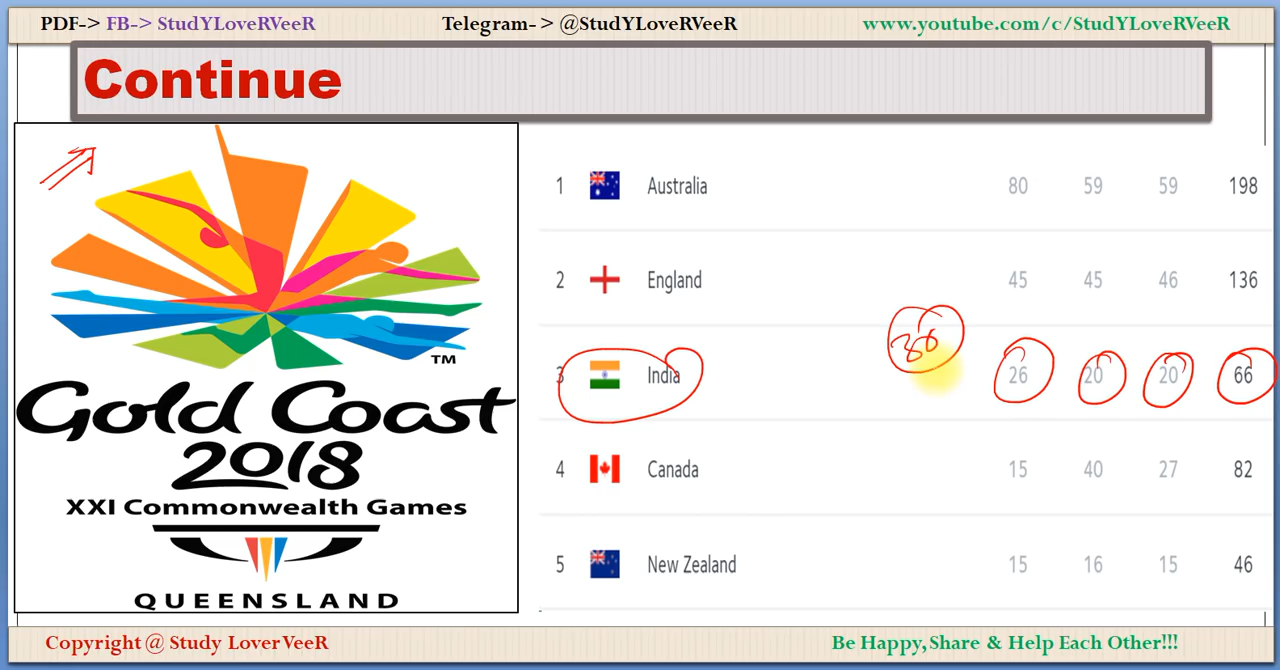 PDF-> FB-> StudYLoveRVeeR Telegram-> @StudYLoveRVeeR www.youtube.com/c/StudYLoveRVeeR
Continue
TM
Gold Coast
2018
XXI Commonwealth Games
QUEENSLAND
1 Australia 80 59 59 198
2 England 45 45 46 136
3 India 26 20 20 66
4 Canada 15 40 27 82
5 New Zealand 15 16 15 46
Copyright @ Study LoverVeeR Be Happy,Share & Help Each Other!!!